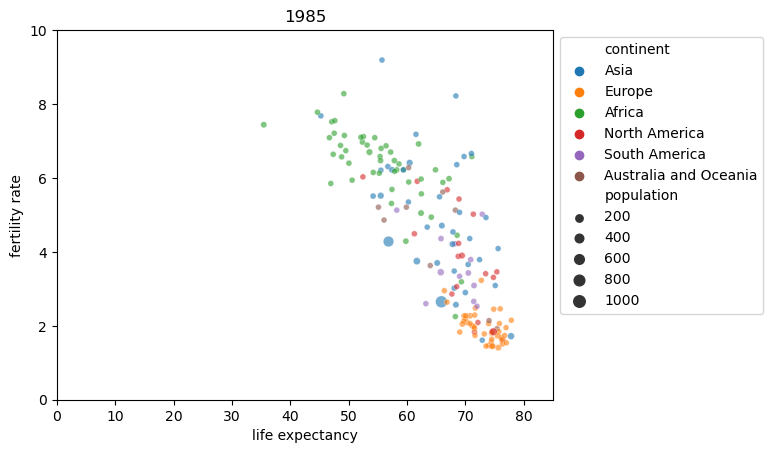 1985
10
8
6
4
2
0
fertility rate
0 10 20 30 40 50 60 70 80
life expectancy
continent
Asia
Europe
Africa
North America
South America
Australia and Oceania
population
200
400
600
800
1000